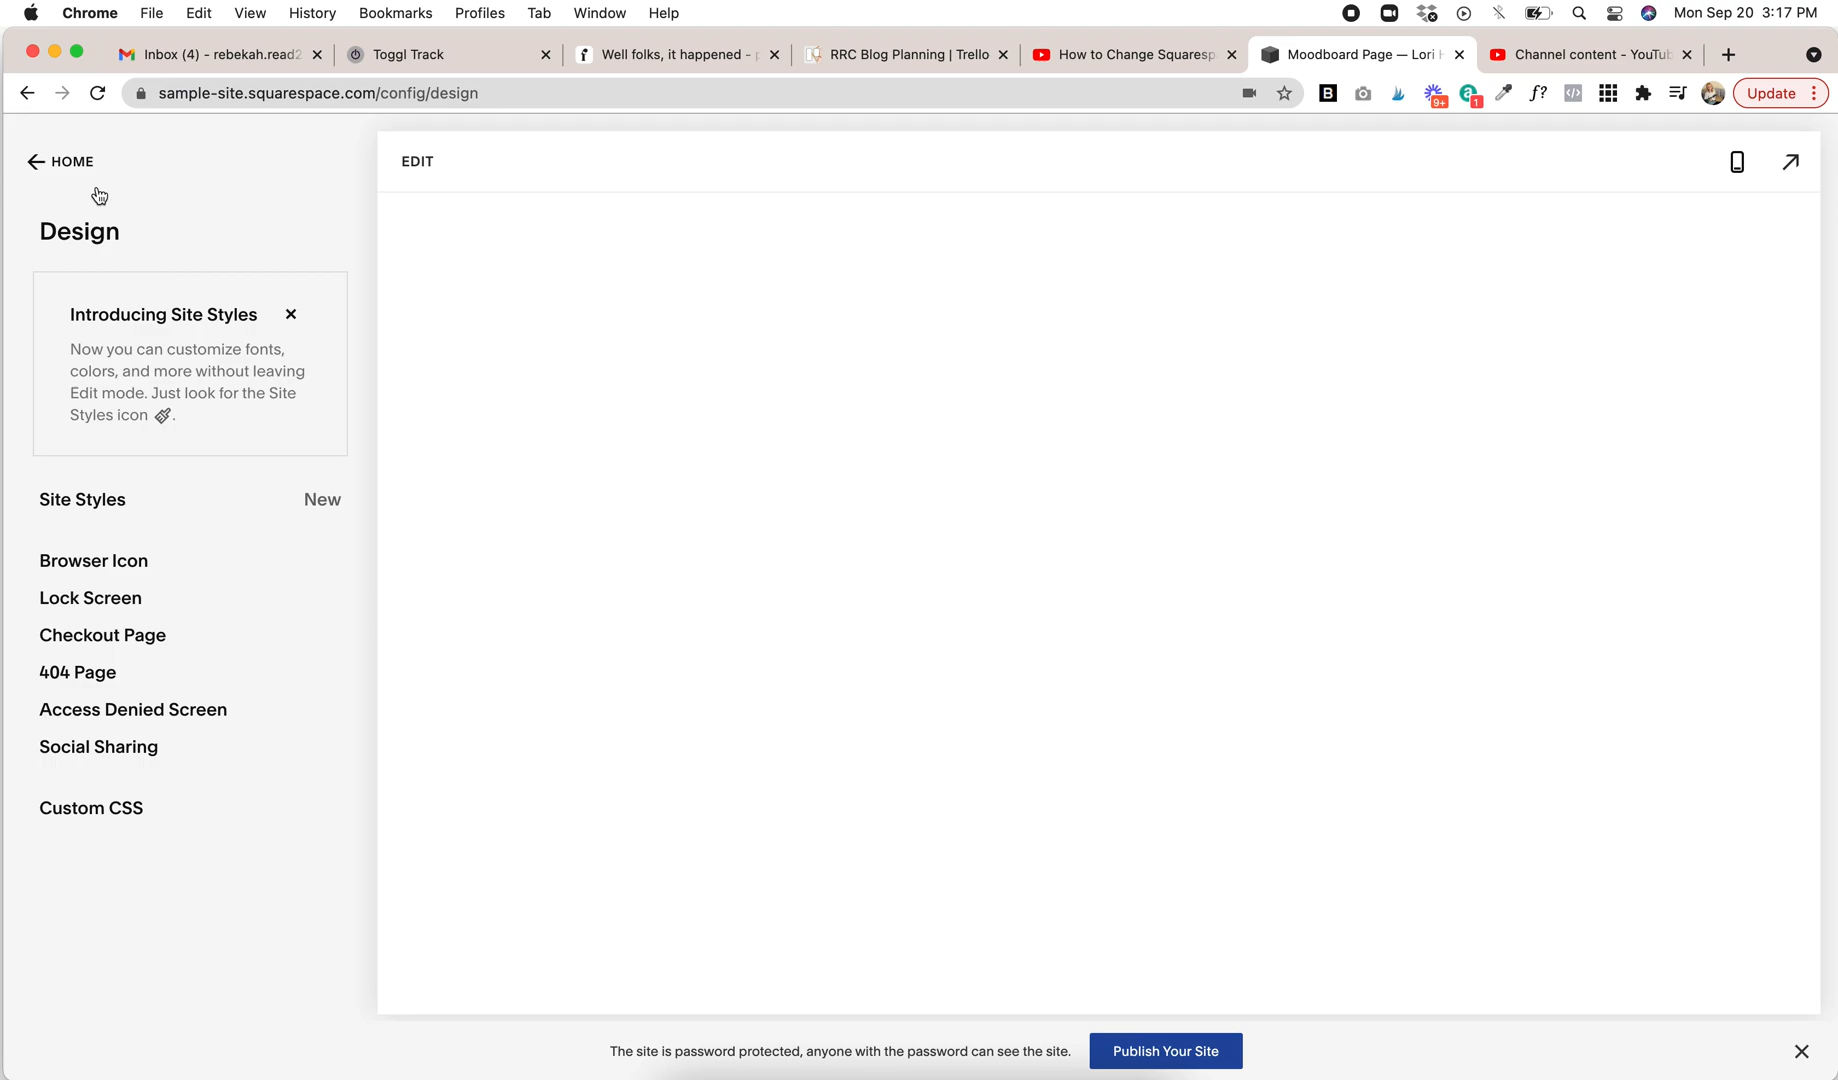 Chrome File Edit View History Bookmarks Profiles Tab Window Help Mon Sep 20 3:17 PM
Inbox (4) - rebekah.read2 Toggl Track Well folks, it happened - RRC Blog Planning | Trello How to Change Squaresp Moodboard Page — Lori Channel content - YouTub
sample-site.squarespace.com/config/design B 9+ a 1 f? Update
HOME
EDIT
Design
Introducing Site Styles
Now you can customize fonts,
colors, and more without leaving
Edit mode. Just look for the Site
Styles icon .
Site Styles New
Browser Icon
Lock Screen
Checkout Page
404 Page
Access Denied Screen
Social Sharing
Custom CSS
The site is password protected, anyone with the password can see the site. Publish Your Site